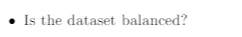 • Is the dataset balanced?